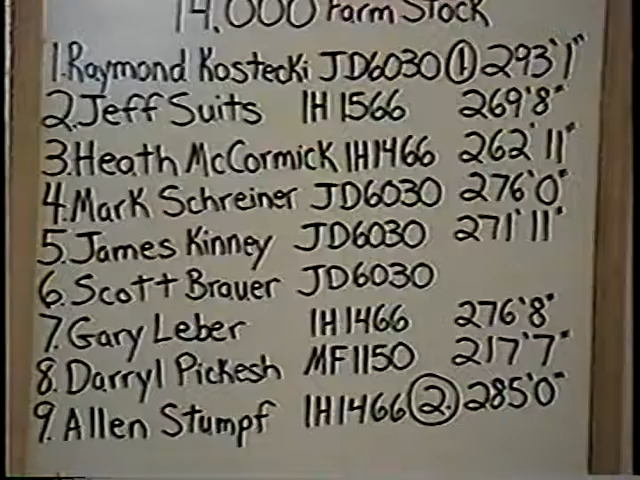 14,000 Farm Stock
1. Raymond Kostecki JD6030 ① 293'1"
2. Jeff Suits IH 1566 269'8"
3. Heath McCormick IH1466 262'11"
4. Mark Schreiner JD6030 276'0"
5. James Kinney JD6030 271'11"
6. Scott Brauer JD6030
7. Gary Leber IH1466 276'8"
8. Darryl Pickesh MF1150 217'7"
9. Allen Stumpf IH1466 ② 285'0"